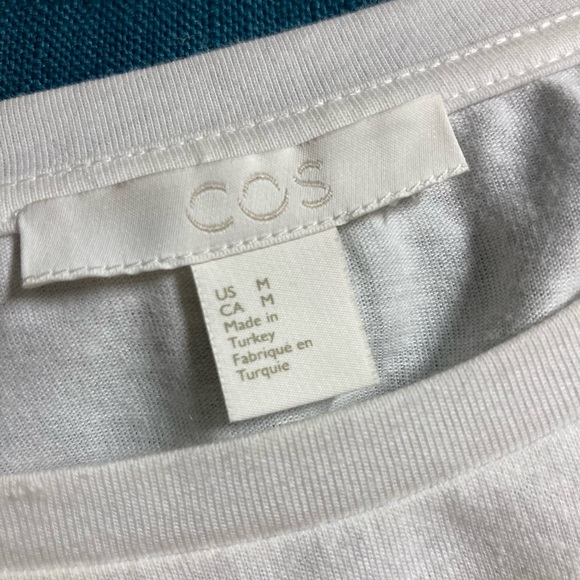 COS
US M
CA M
Made in
Turkey
Fabriqué en
Turquie